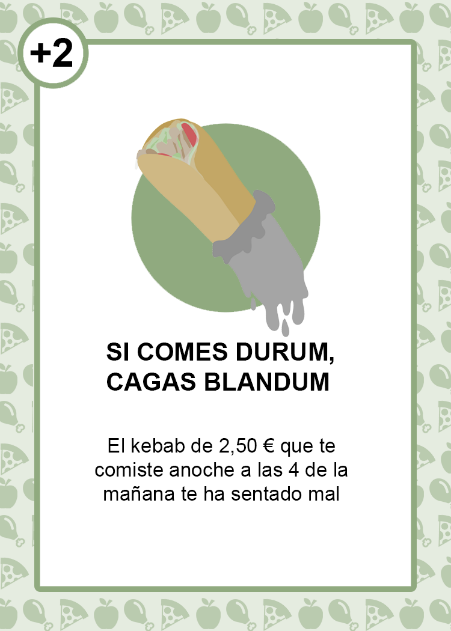 +2
SI COMES DURUM,
CAGAS BLANDUM
El kebab de 2,50 € que te
comiste anoche a las 4 de la
mañana te ha sentado mal